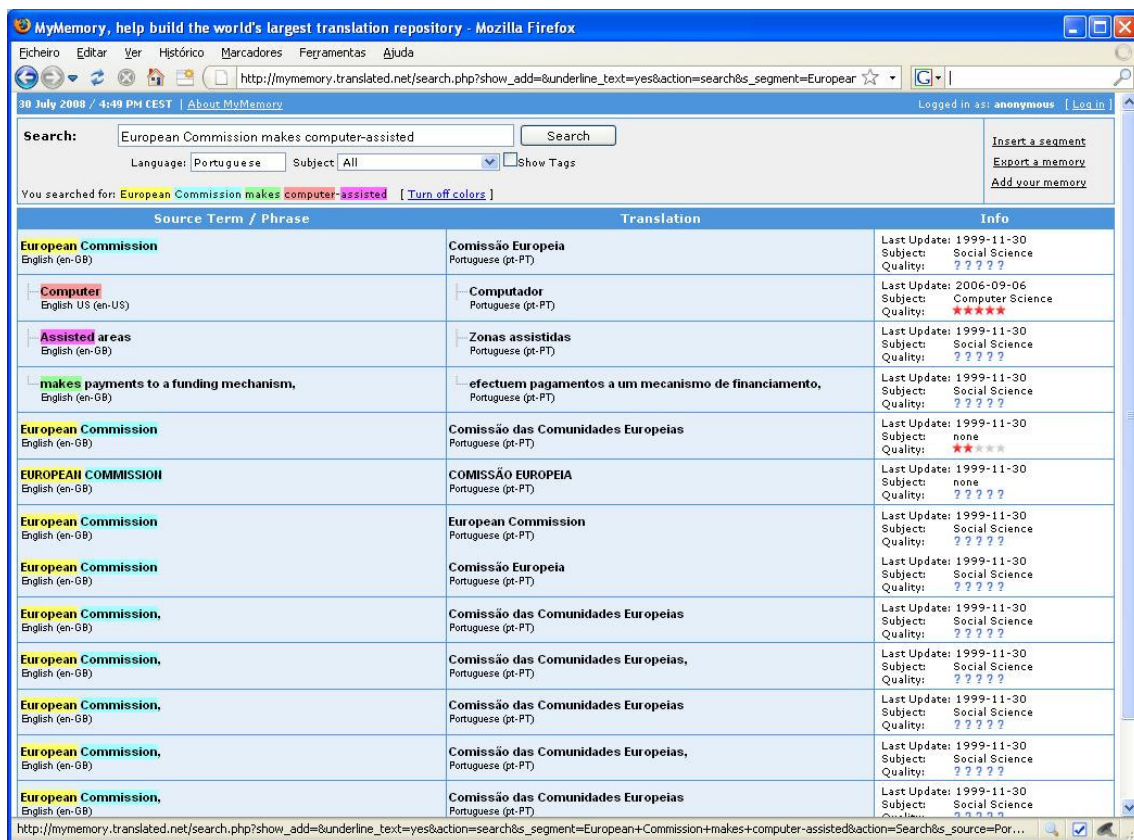 MyMemory, help build the world's largest translation repository - Mozilla Firefox
Ficheiro Editar Ver Histórico Marcadores Ferramentas Ajuda
http://mymemory.translated.net/search.php?show_add=&underline_text=yes&action=search&s_segment=European
30 July 2008 / 4:49 PM CEST | About MyMemory Logged in as: anonymous [ Log in ]
Search: European Commission makes computer-assisted Search
Insert a segment
Language: Portuguese Subject All Show Tags
Export a memory
Add your memory
You searched for: European Commission makes computer-assisted [ Turn off colors ]
Source Term / Phrase Translation Info
European Commission Comissão Europeia Last Update: 1999-11-30
English (en-GB) Portuguese (pt-PT) Subject: Social Science
Quality: ? ? ? ? ?
Computer Computador Last Update: 2006-09-06
English US (en-US) Portuguese (pt-PT) Subject: Computer Science
Quality: ★★★★★
Assisted areas Zonas assistidas Last Update: 1999-11-30
English (en-GB) Portuguese (pt-PT) Subject: Social Science
Quality: ? ? ? ? ?
makes payments to a funding mechanism, efectuem pagamentos a um mecanismo de financiamento, Last Update: 1999-11-30
English (en-GB) Portuguese (pt-PT) Subject: Social Science
Quality: ? ? ? ? ?
European Commission Comissão das Comunidades Europeias Last Update: 1999-11-30
English (en-GB) Portuguese (pt-PT) Subject: none
Quality: ★★★★★
EUROPEAN COMMISSION COMISSÃO EUROPEIA Last Update: 1999-11-30
English (en-GB) Portuguese (pt-PT) Subject: none
Quality: ? ? ? ? ?
European Commission European Commission Last Update: 1999-11-30
English (en-GB) Portuguese (pt-PT) Subject: Social Science
Quality: ? ? ? ? ?
European Commission Comissão Europeia Last Update: 1999-11-30
English (en-GB) Portuguese (pt-PT) Subject: Social Science
Quality: ? ? ? ? ?
European Commission, Comissão das Comunidades Europeias Last Update: 1999-11-30
English (en-GB) Portuguese (pt-PT) Subject: Social Science
Quality: ? ? ? ? ?
European Commission, Comissão das Comunidades Europeias, Last Update: 1999-11-30
English (en-GB) Portuguese (pt-PT) Subject: Social Science
Quality: ? ? ? ? ?
European Commission, Comissão das Comunidades Europeias Last Update: 1999-11-30
English (en-GB) Portuguese (pt-PT) Subject: Social Science
Quality: ? ? ? ? ?
European Commission, Comissão das Comunidades Europeias, Last Update: 1999-11-30
English (en-GB) Portuguese (pt-PT) Subject: Social Science
Quality: ? ? ? ? ?
European Commission, Comissão das Comunidades Europeias Last Update: 1999-11-30
English (en-GB) Portuguese (pt-PT) Subject: Social Science
Quality: ? ? ? ? ?
http://mymemory.translated.net/search.php?show_add=&underline_text=yes&action=search&s_segment=European+Commission+makes+computer-assisted&action=Search&s_source=Por...